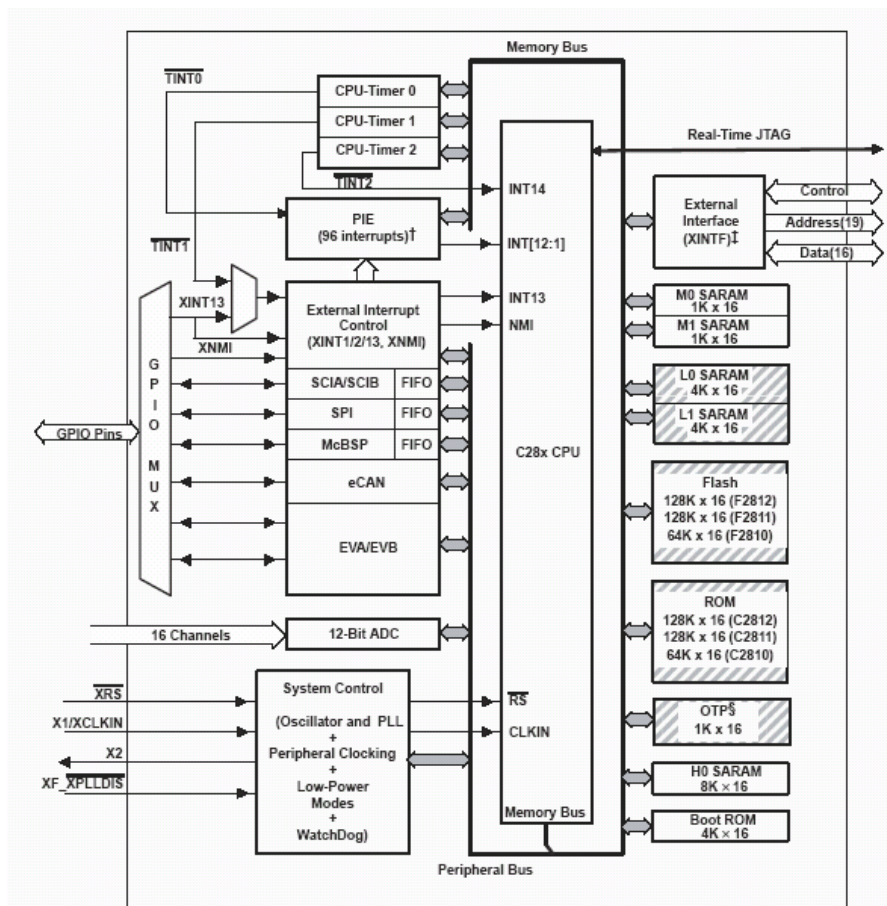 Memory Bus
TINT0
CPU-Timer 0
CPU-Timer 1
CPU-Timer 2
Real-Time JTAG
TINT2
INT14
PIE
(96 interrupts)†
INT[12:1]
External
Interface
(XINTF)‡
Control
Address(19)
Data(16)
TINT1
XINT13
XNMI
External Interrupt
Control
(XINT1/2/13, XNMI)
INT13
NMI
M0 SARAM
1K x 16
M1 SARAM
1K x 16
GPIO Pins
GPIO MUX
SCIA/SCIB
FIFO
SPI
FIFO
McBSP
FIFO
eCAN
EVA/EVB
C28x CPU
L0 SARAM
4K x 16
L1 SARAM
4K x 16
Flash
128K x 16 (F2812)
128K x 16 (F2811)
64K x 16 (F2810)
16 Channels
12-Bit ADC
ROM
128K x 16 (C2812)
128K x 16 (C2811)
64K x 16 (C2810)
XRS
X1/XCLKIN
X2
XF_XPLLDIS
System Control
(Oscillator and PLL
+
Peripheral Clocking
+
Low-Power
Modes
+
WatchDog)
RS
CLKIN
OTP§
1K x 16
H0 SARAM
8K × 16
Boot ROM
4K × 16
Memory Bus
Peripheral Bus